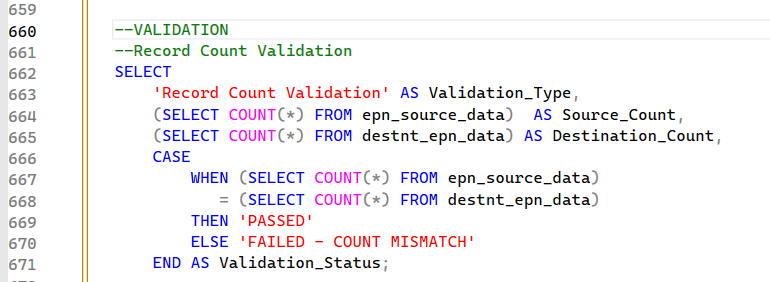 659
660 --VALIDATION
661 --Record Count Validation
662 SELECT
663 'Record Count Validation' AS Validation_Type,
664 (SELECT COUNT(*) FROM epn_source_data)  AS Source_Count,
665 (SELECT COUNT(*) FROM destnt_epn_data) AS Destination_Count,
666 CASE
667 WHEN (SELECT COUNT(*) FROM epn_source_data)
668 = (SELECT COUNT(*) FROM destnt_epn_data)
669 THEN 'PASSED'
670 ELSE 'FAILED - COUNT MISMATCH'
671 END AS Validation_Status;